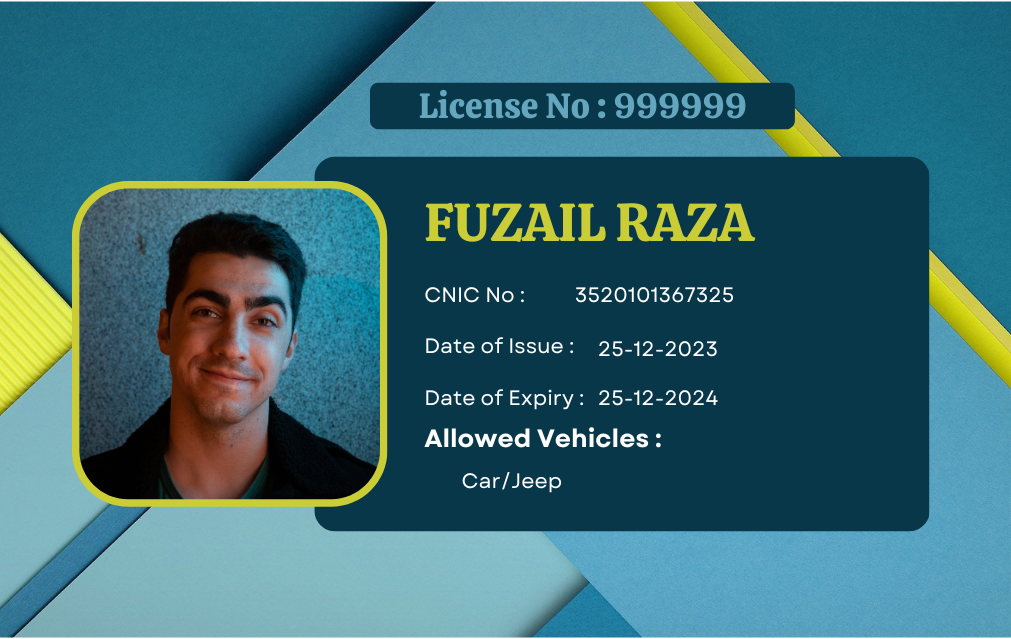 License No : 999999
FUZAIL RAZA
CNIC No : 3520101367325
Date of Issue : 25-12-2023
Date of Expiry : 25-12-2024
Allowed Vehicles :
Car/Jeep